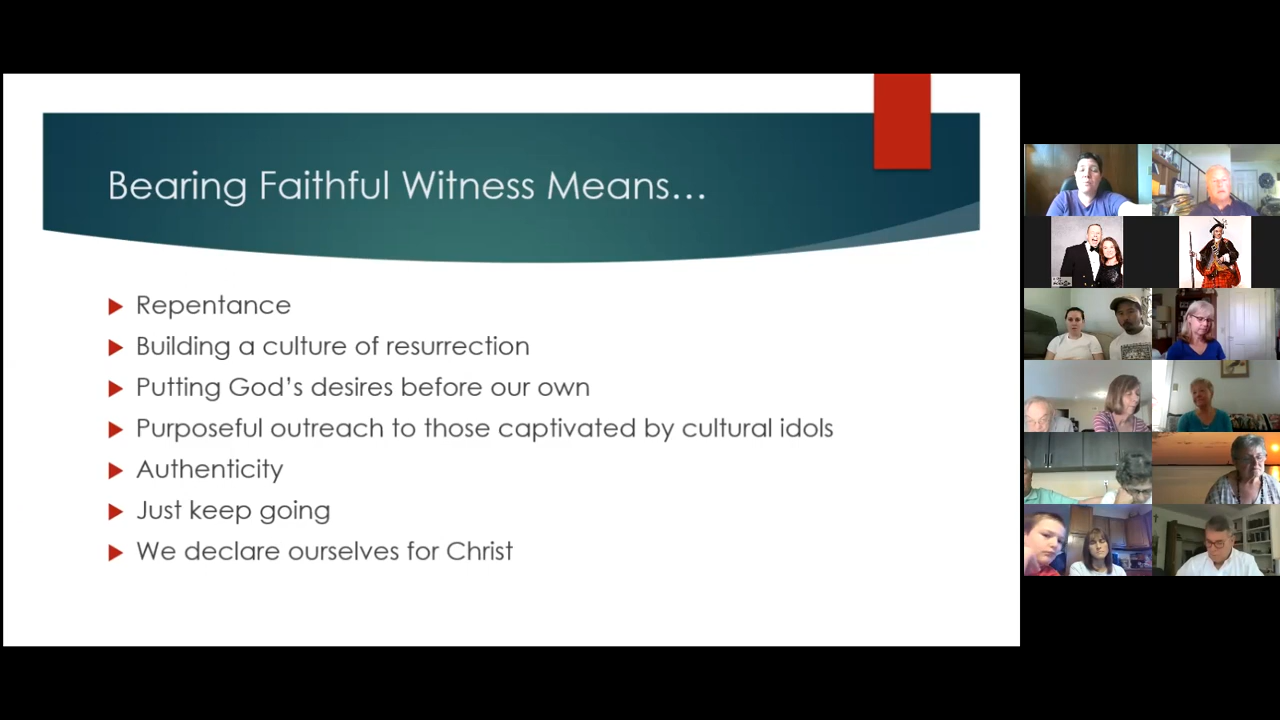 Bearing Faithful Witness Means…
Repentance
Building a culture of resurrection
Putting God’s desires before our own
Purposeful outreach to those captivated by cultural idols
Authenticity
Just keep going
We declare ourselves for Christ